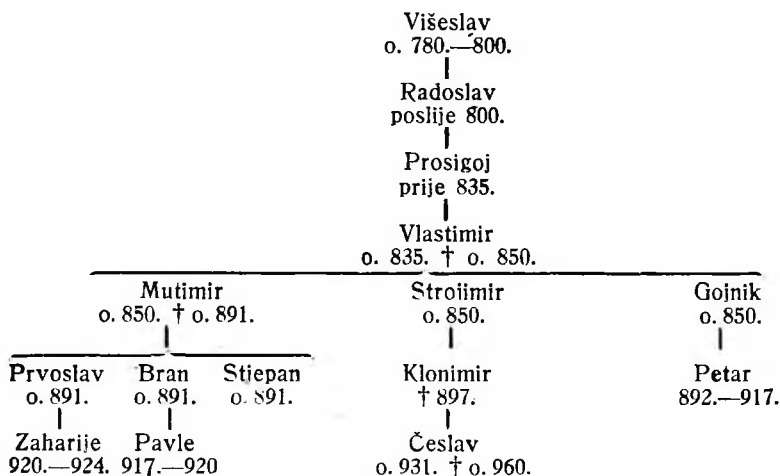 Višeslav
o. 780.—800.
Radoslav
poslije 800.
Prosigoj
prije 835.
Vlastimir
o. 835. † o. 850.
Mutimir Stroiimir Gojnik
o. 850. † o. 891. o. 850. o. 850.
Prvoslav Bran Stjepan Klonimir Petar
o. 891. o. 891. o. 891. † 897. 892.—917.
Zaharije Pavle Česlav
920.—924. 917.—920 o. 931. † o. 960.